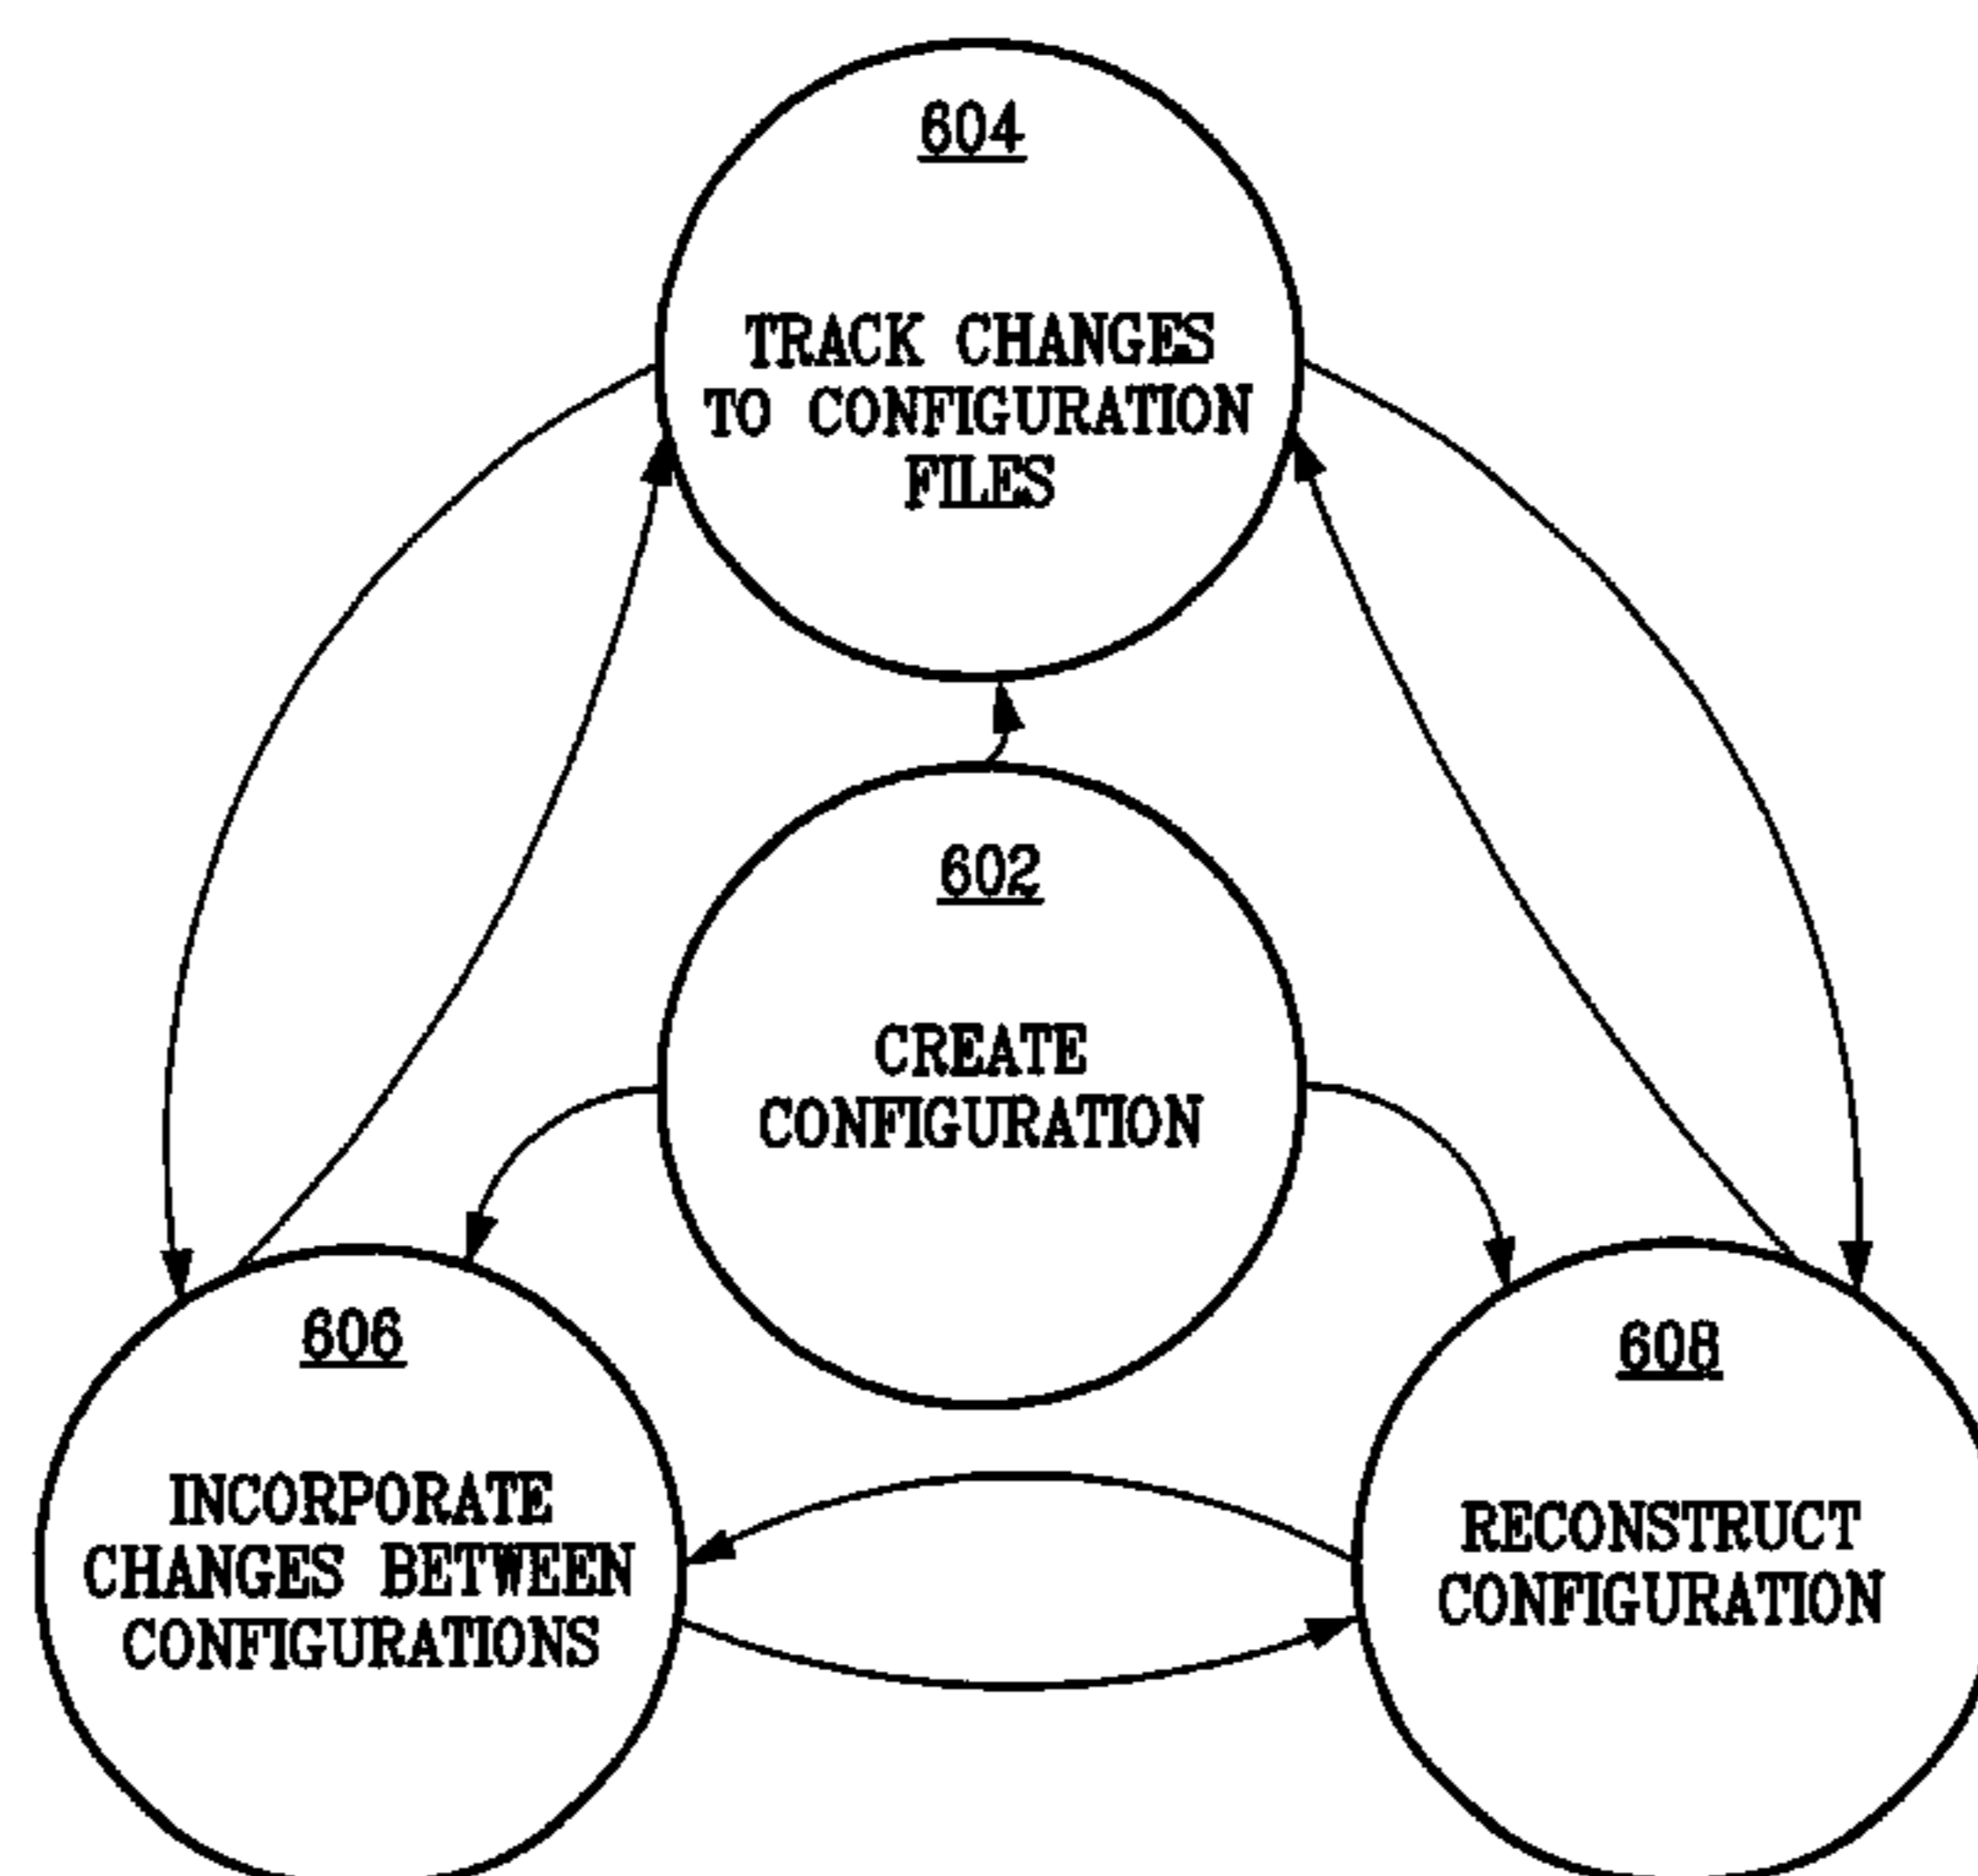 604
TRACK CHANGES
TO CONFIGURATION
FILES
602
CREATE
CONFIGURATION
606
INCORPORATE
CHANGES BETWEEN
CONFIGURATIONS
608
RECONSTRUCT
CONFIGURATION